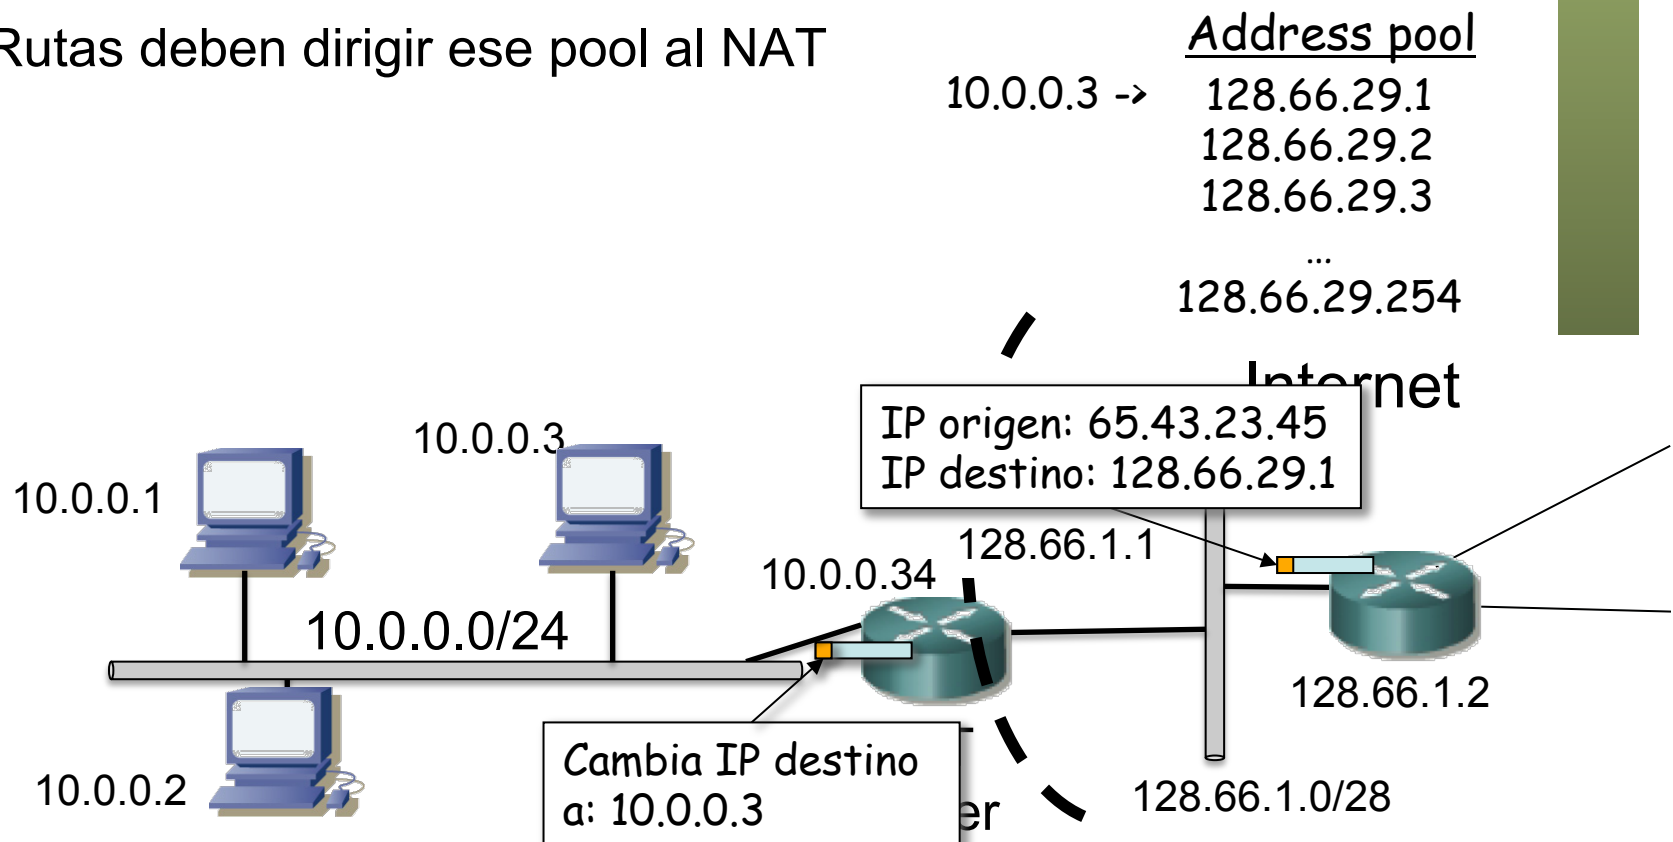 Rutas deben dirigir ese pool al NAT
Address pool
10.0.0.3 -> 128.66.29.1
128.66.29.2
128.66.29.3
...
128.66.29.254
Internet
IP origen: 65.43.23.45
IP destino: 128.66.29.1
10.0.0.3
10.0.0.1
128.66.1.1
10.0.0.34
10.0.0.0/24
128.66.1.2
10.0.0.2
Cambia IP destino
a: 10.0.0.3
er
128.66.1.0/28